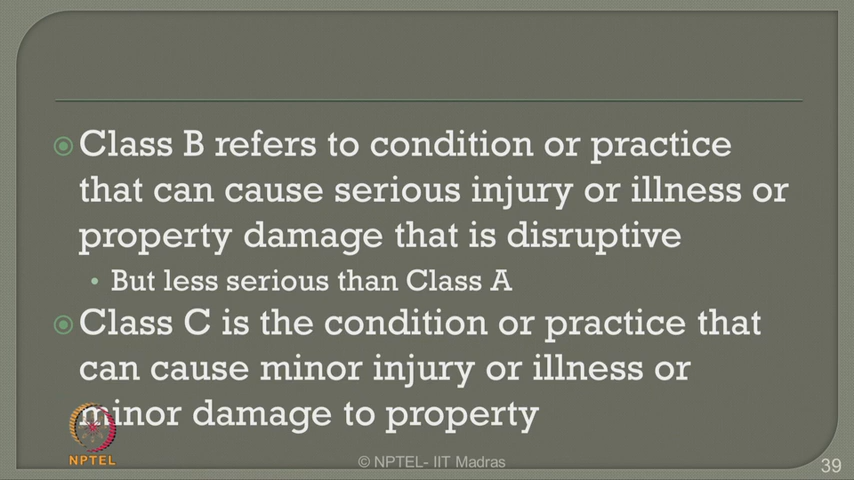 Class B refers to condition or practice
that can cause serious injury or illness or
property damage that is disruptive
But less serious than Class A
Class C is the condition or practice that
can cause minor injury or illness or
minor damage to property
NPTEL
© NPTEL- IIT Madras
39